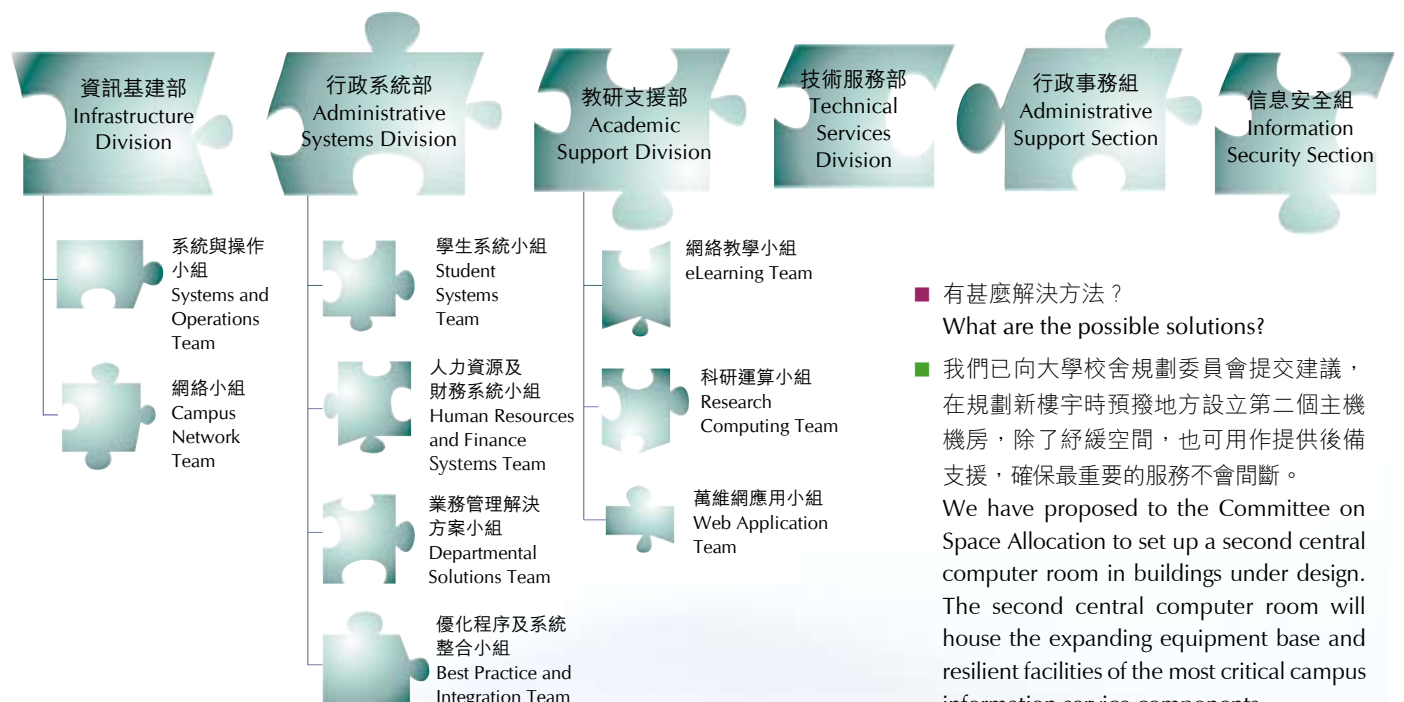 資訊基建部
Infrastructure
Division
行政系統部
Administrative
Systems Division
教研支援部
Academic
Support Division
技術服務部
Technical
Services
Division
行政事務組
Administrative
Support Section
信息安全組
Information
Security Section
系統與操作
小組
Systems and
Operations
Team
網絡小組
Campus
Network
Team
學生系統小組
Student
Systems
Team
人力資源及
財務系統小組
Human Resources
and Finance
Systems Team
業務管理解決
方案小組
Departmental
Solutions Team
優化程序及系統
整合小組
Best Practice and
Integration Team
網絡教學小組
eLearning Team
科研運算小組
Research
Computing Team
萬維網應用小組
Web Application
Team
■ 有甚麼解決方法？
What are the possible solutions?
■ 我們已向大學校舍規劃委員會提交建議，
在規劃新樓宇時預撥地方設立第二個主機
機房，除了紓緩空間，也可用作提供後備
支援，確保最重要的服務不會間斷。
We have proposed to the Committee on
Space Allocation to set up a second central
computer room in buildings under design.
The second central computer room will
house the expanding equipment base and
resilient facilities of the most critical campus
information service components.